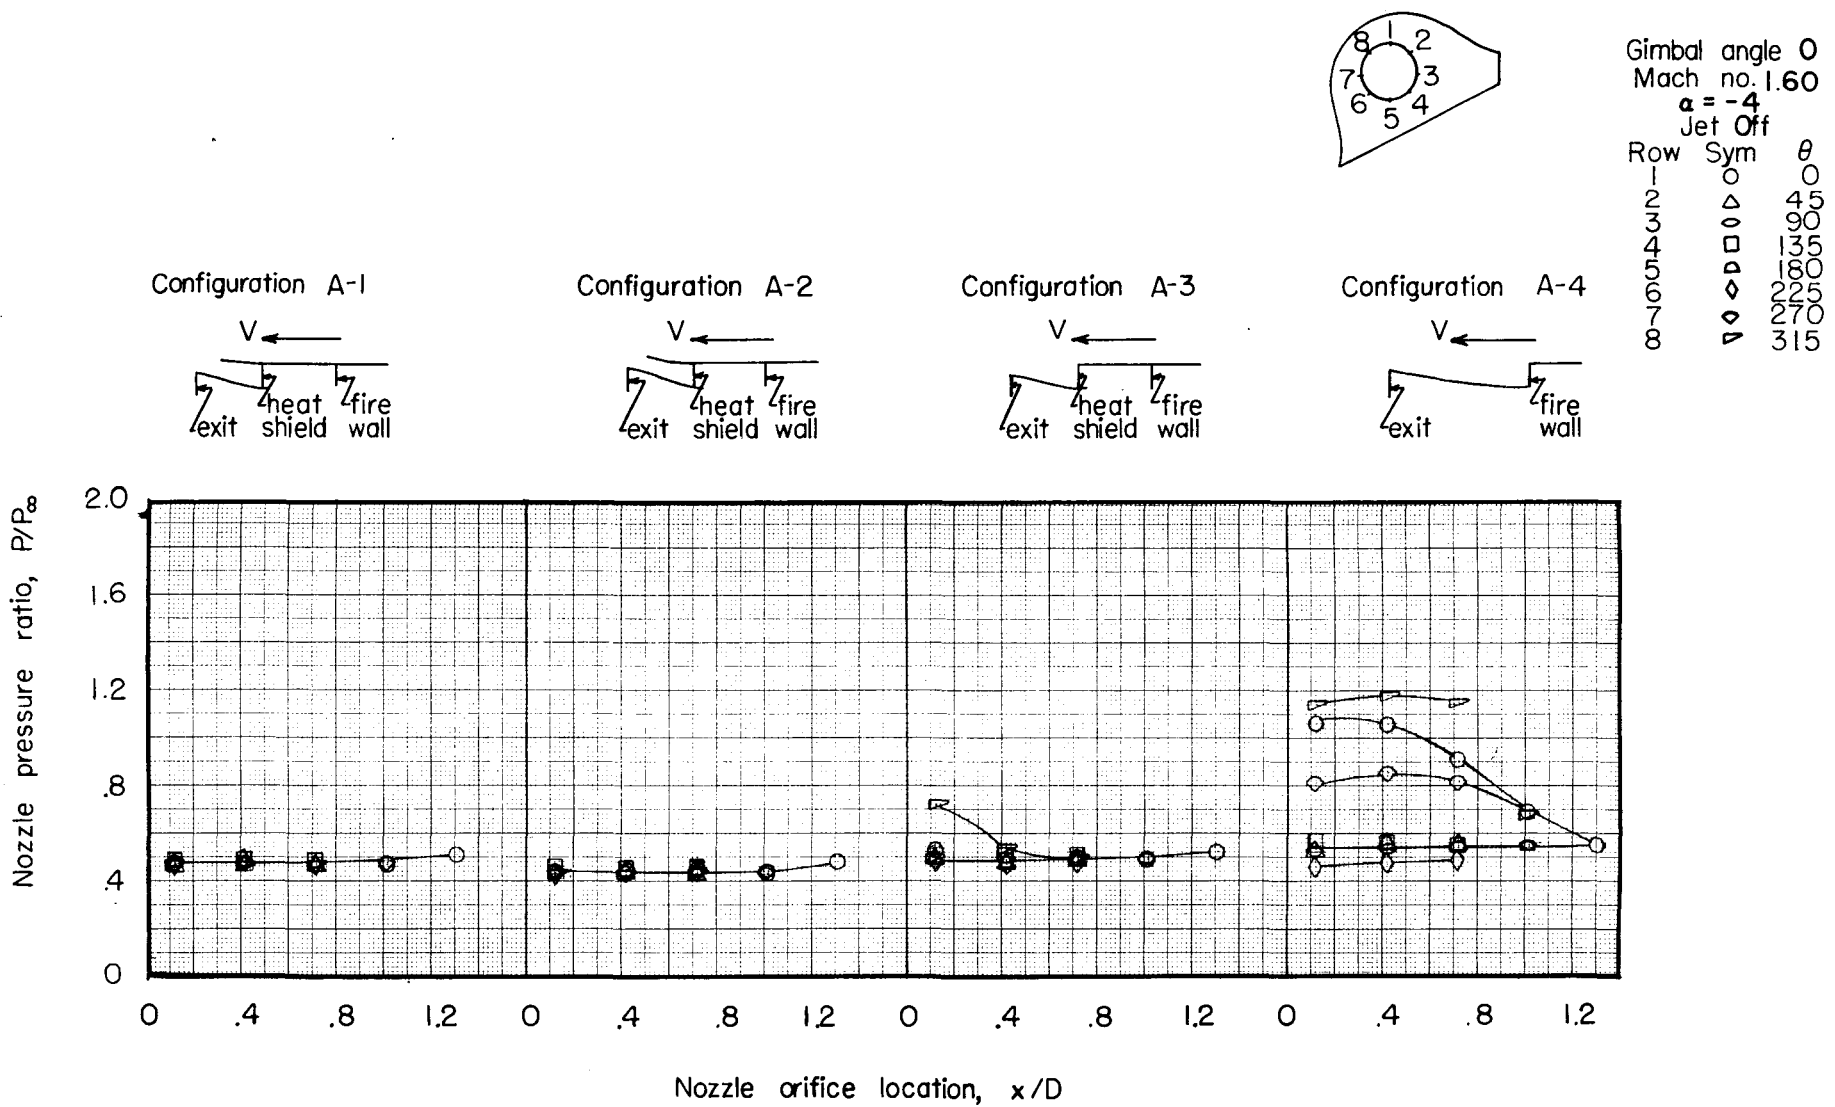 1
8 2
7 3
6 4
5
Gimbal angle 0
Mach no. 1.60
α = -4
Jet Off
Row Sym θ
1 0
2 45
3 90
4 135
5 180
6 225
7 270
8 315
Configuration A-1
V
heat fire
exit shield wall
Configuration A-2
V
heat fire
exit shield wall
Configuration A-3
V
heat fire
exit shield wall
Configuration A-4
V
fire
exit wall
Nozzle pressure ratio, P/P∞
2.0
1.6
1.2
.8
.4
0
0 .4 .8 1.2 0 .4 .8 1.2 0 .4 .8 1.2 0 .4 .8 1.2
Nozzle orifice location, x/D